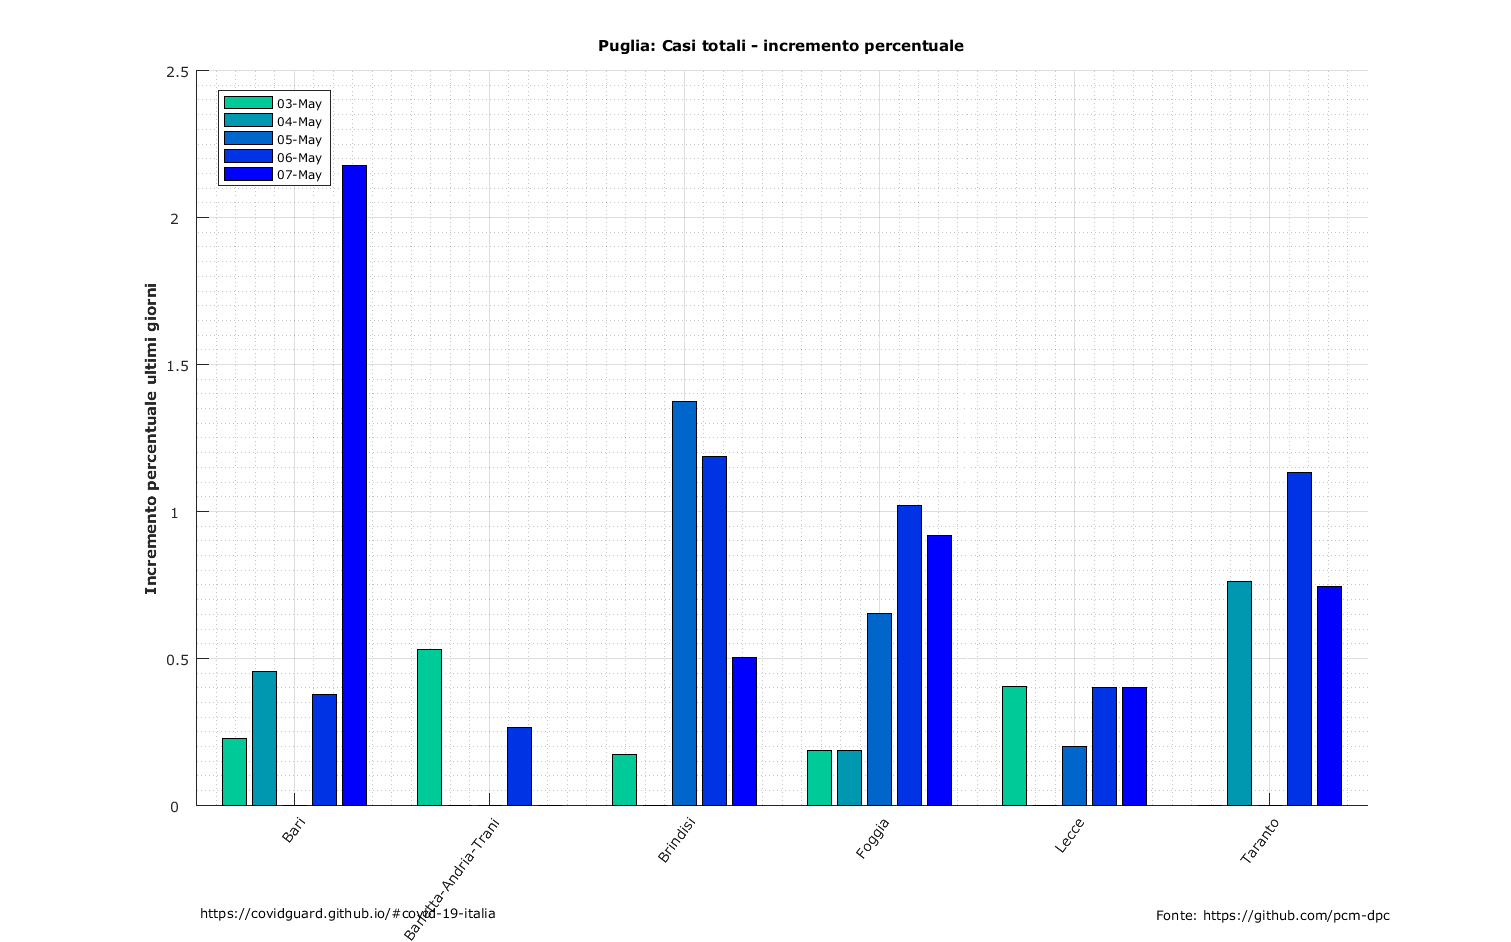 Puglia: Casi totali - incremento percentuale
2.5
2
1.5
1
0.5
0
Incremento percentuale ultimi giorni
03-May
04-May
05-May
06-May
07-May
Bari
Barletta-Andria-Trani
Brindisi
Foggia
Lecce
Taranto
https://covidguard.github.io/#covid-19-italia
Fonte: https://github.com/pcm-dpc